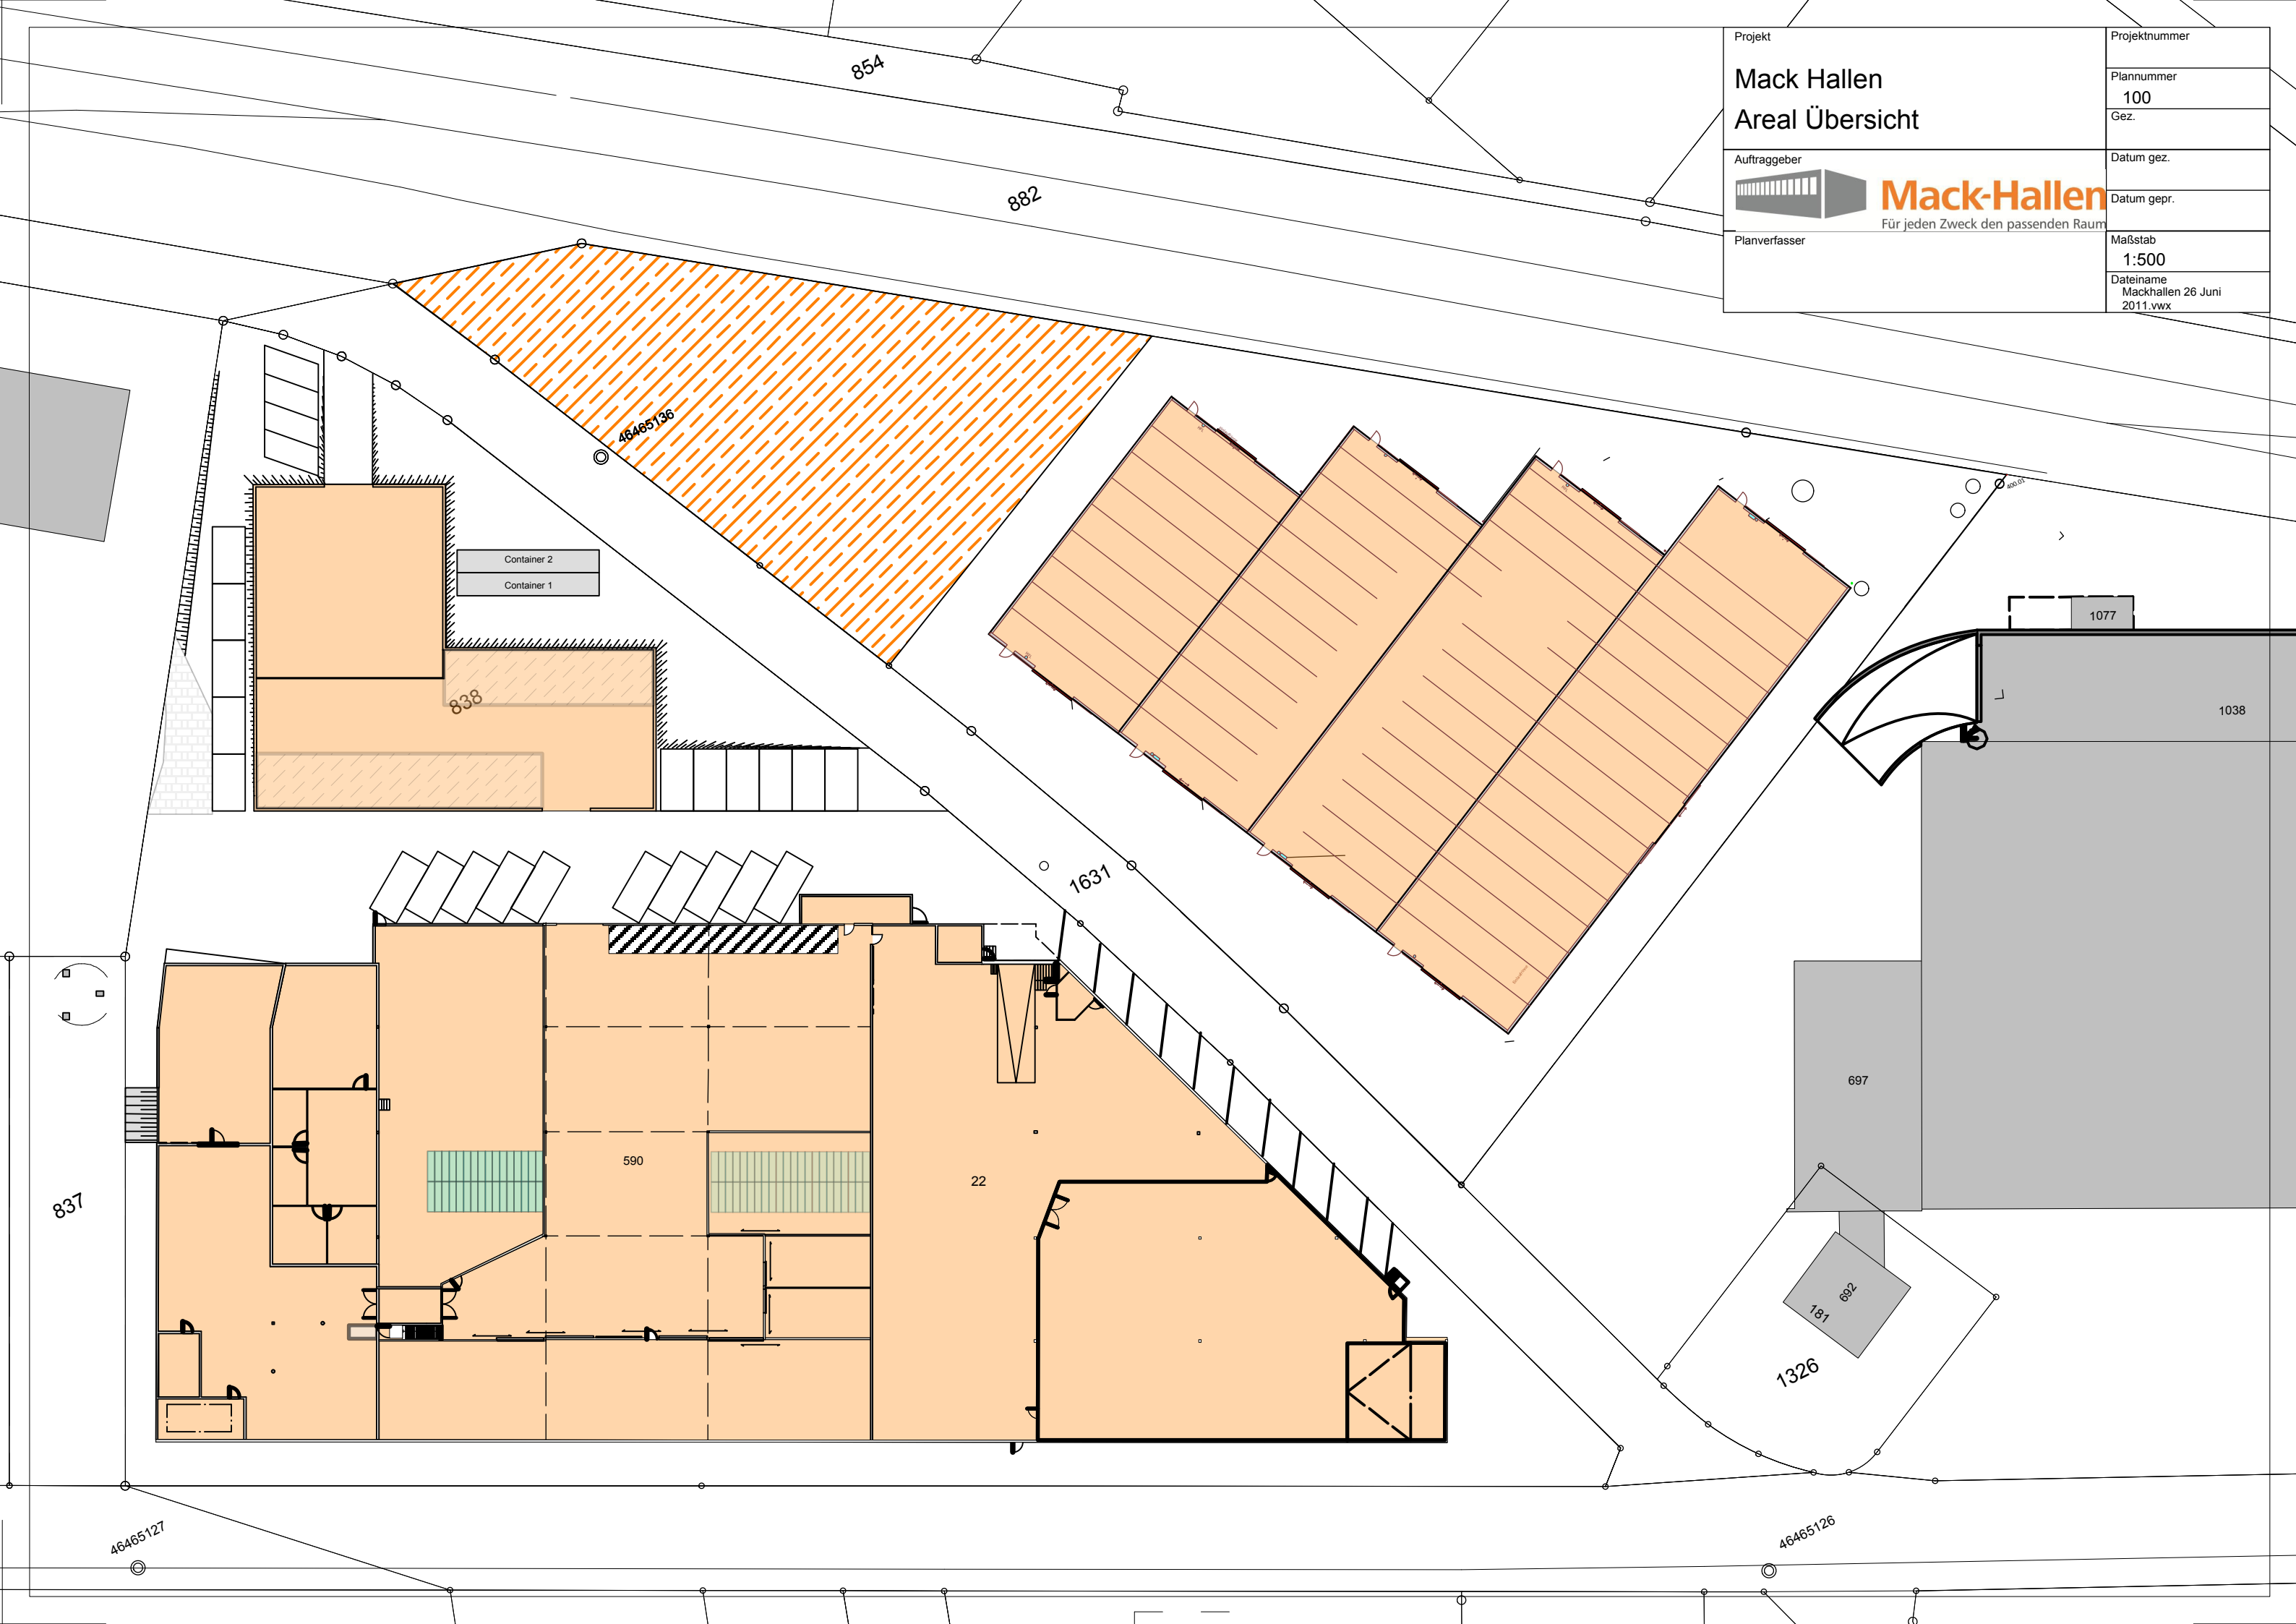 Projekt
Mack Hallen
Areal Übersicht
Projektnummer
Plannummer
100
Gez.
Auftraggeber
Mack-Hallen
Für jeden Zweck den passenden Raum
Datum gez.
Datum gepr.
Planverfasser
Maßstab
1:500
Dateiname
Mackhallen 26 Juni
2011.vwx
854
882
46465136
400.01
Container 2
Container 1
838
1077
1038
1631
697
590
22
837
692
181
1326
46465127
46465126